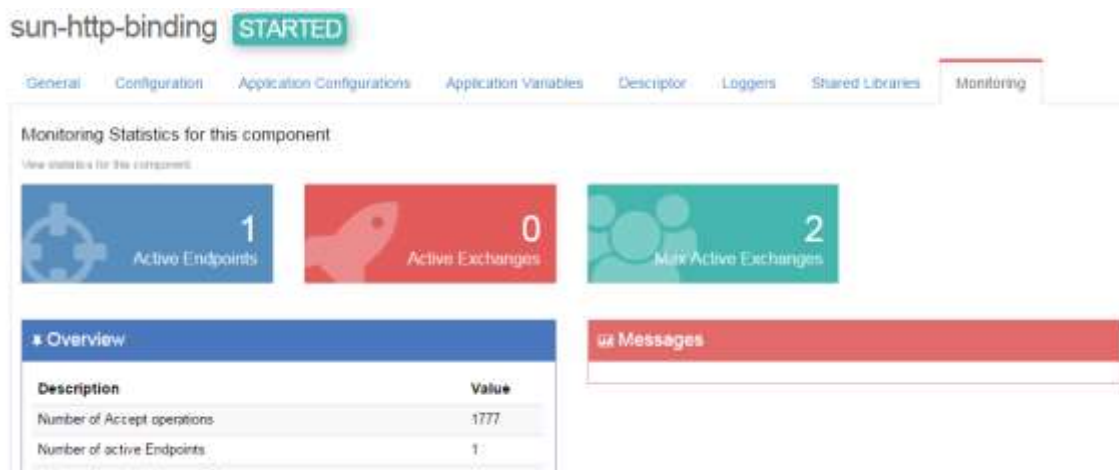 sun-http-binding STARTED
General Configuration Application Configurations Application Variables Descriptor Loggers Shared Libraries Monitoring
Monitoring Statistics for this component
View statistics for this component
1
Active Endpoints
0
Active Exchanges
2
Max Active Exchanges
Overview
Description Value
Number of Accept operations 1777
Number of active Endpoints 1
Messages